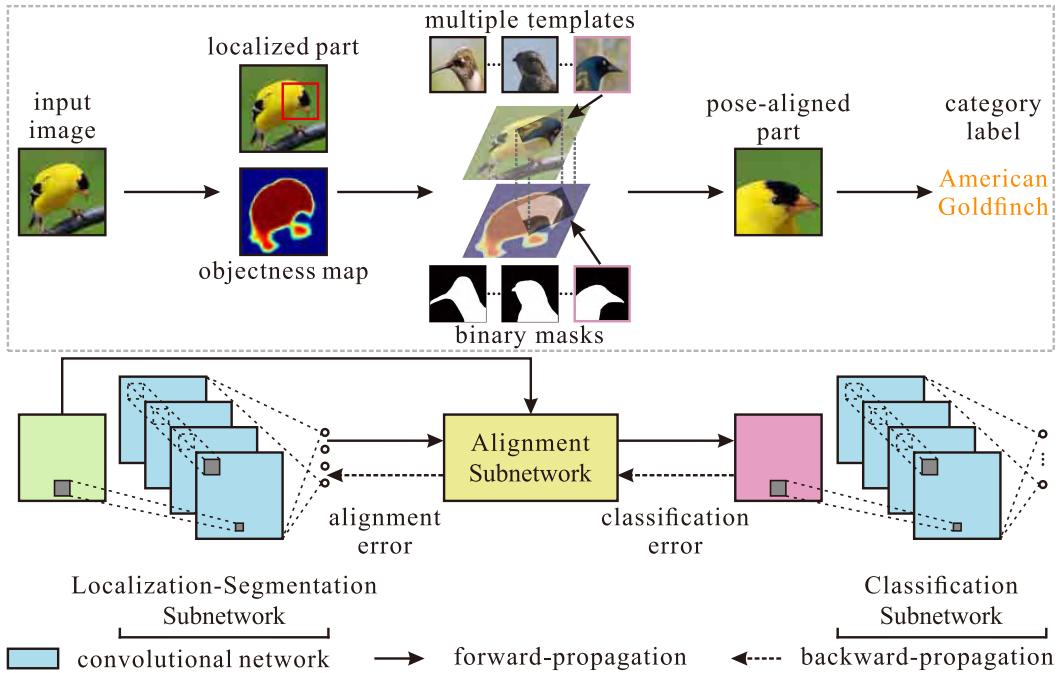 multiple templates
localized part
input
image
pose-aligned
part
category
label
American
Goldfinch
objectness map
binary masks
Alignment
Subnetwork
alignment
error
classification
error
Localization-Segmentation
Subnetwork
Classification
Subnetwork
convolutional network
forward-propagation
backward-propagation